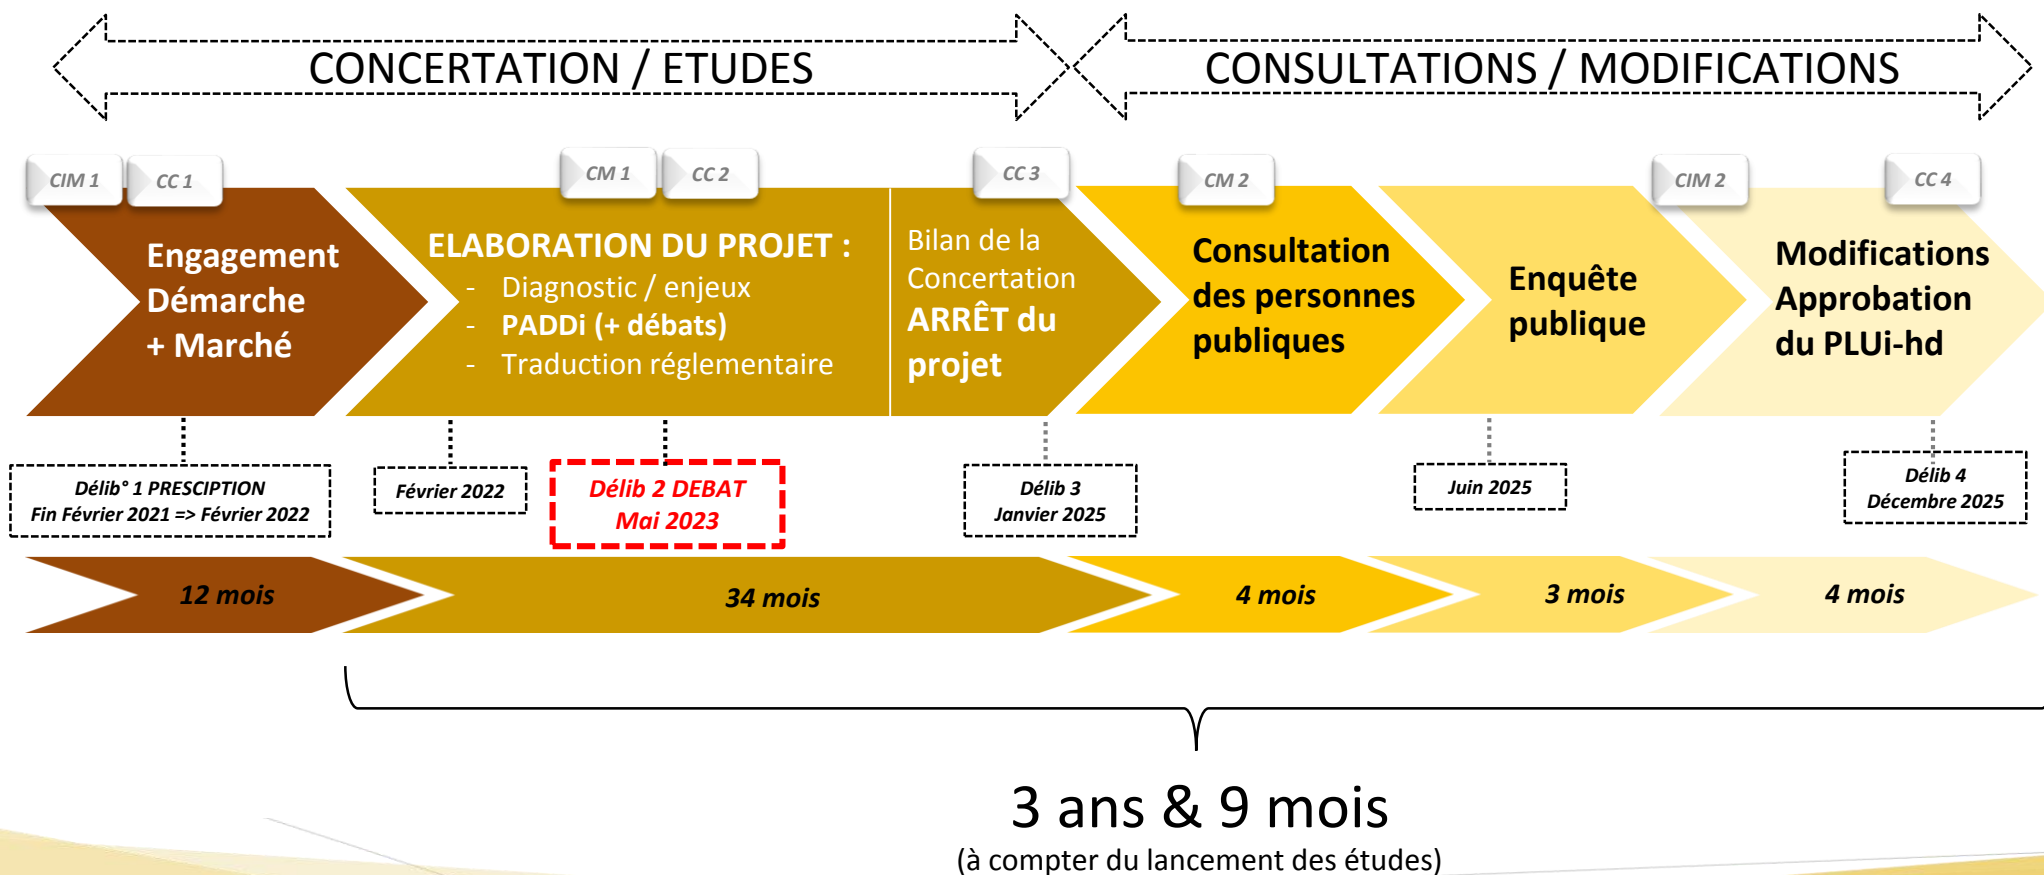 CONCERTATION / ETUDES
CONSULTATIONS / MODIFICATIONS
CIM 1
CC 1
CM 1
CC 2
CC 3
CM 2
CIM 2
CC 4
Engagement
Démarche
+ Marché
ELABORATION DU PROJET :
- Diagnostic / enjeux
- PADDi (+ débats)
- Traduction réglementaire
Bilan de la
Concertation
ARRÊT du
projet
Consultation
des personnes
publiques
Enquête
publique
Modifications
Approbation
du PLUi-hd
Délib° 1 PRESCIPTION
Fin Février 2021 => Février 2022
Février 2022
Délib 2 DEBAT
Mai 2023
Délib 3
Janvier 2025
Juin 2025
Délib 4
Décembre 2025
12 mois
34 mois
4 mois
3 mois
4 mois
3 ans & 9 mois
(à compter du lancement des études)